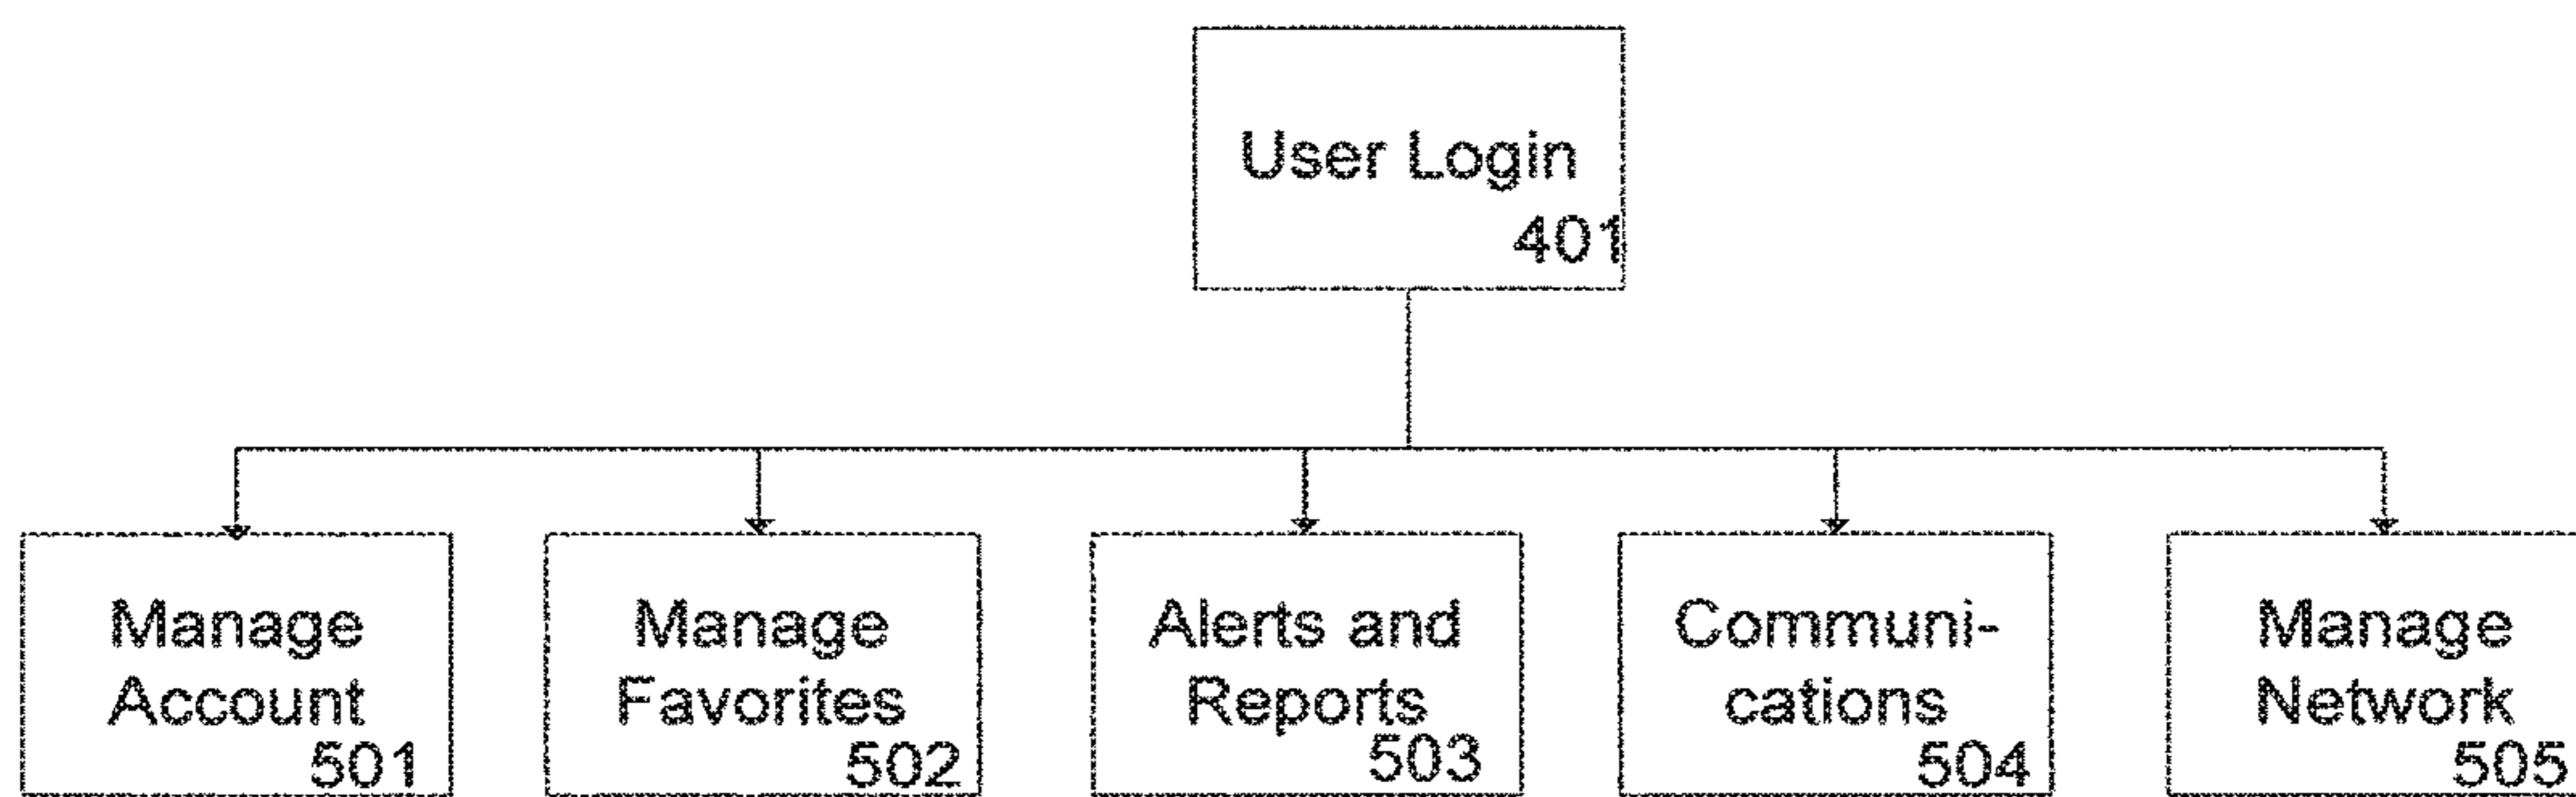 User Login
401
Manage
Account
501
Manage
Favorites
502
Alerts and
Reports
503
Communi-
cations
504
Manage
Network
505